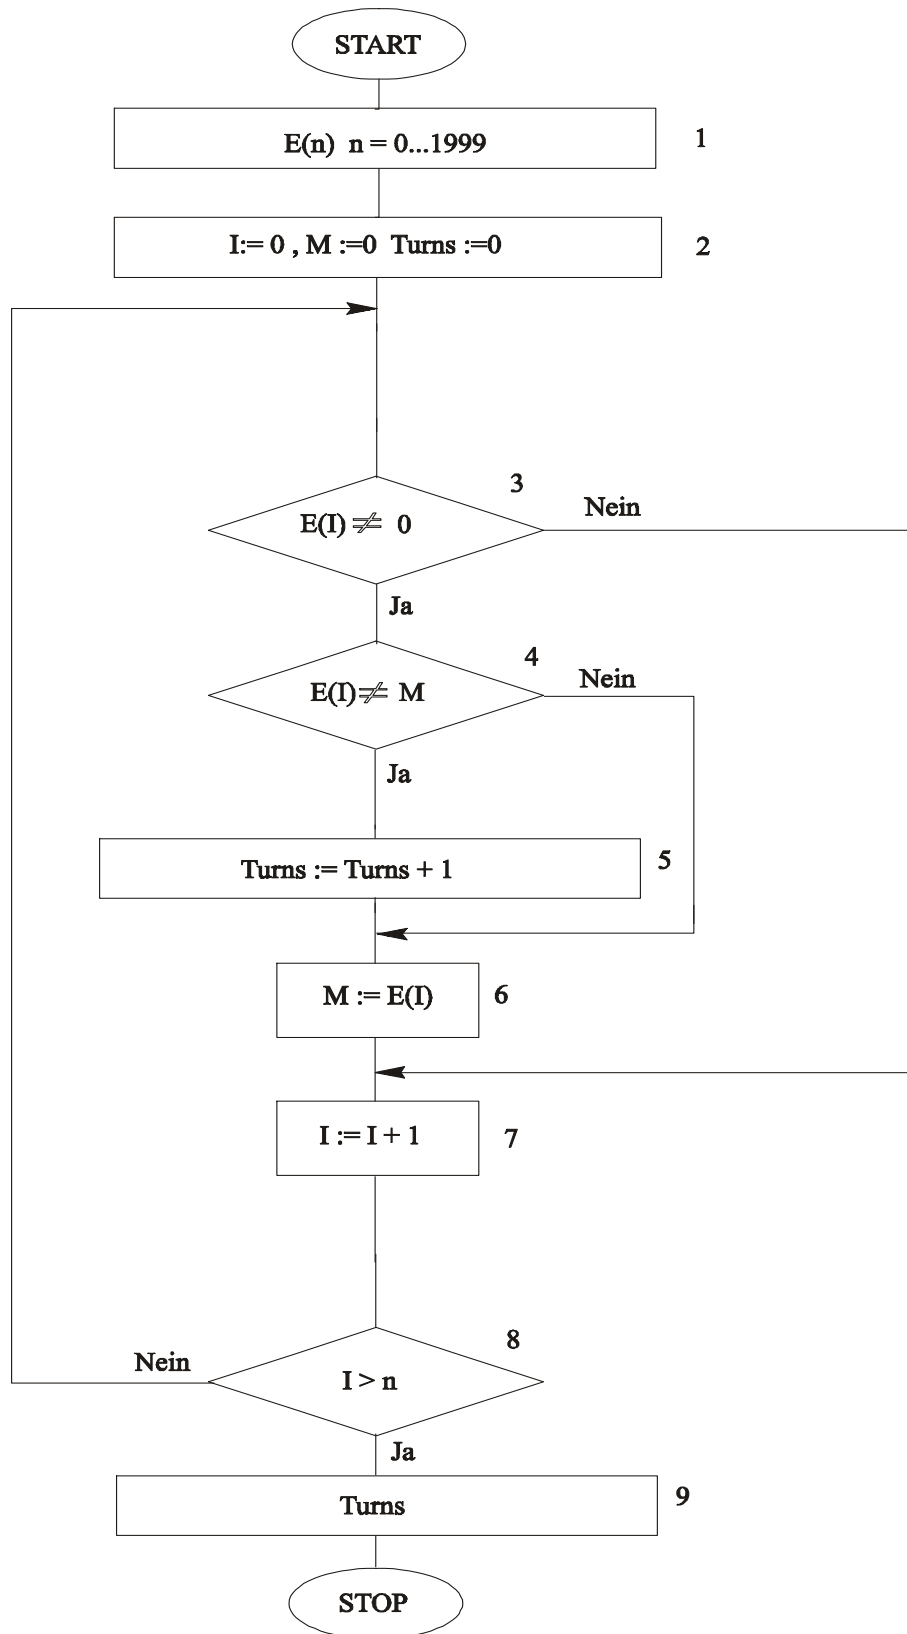 START
E(n) n = 0...1999
1
I:= 0 , M :=0 Turns :=0
2
3
Nein
E(I) ≠ 0
Ja
4
Nein
E(I) ≠ M
Ja
5
Turns := Turns + 1
M := E(I)
6
I := I + 1
7
8
Nein
I > n
Ja
9
Turns
STOP